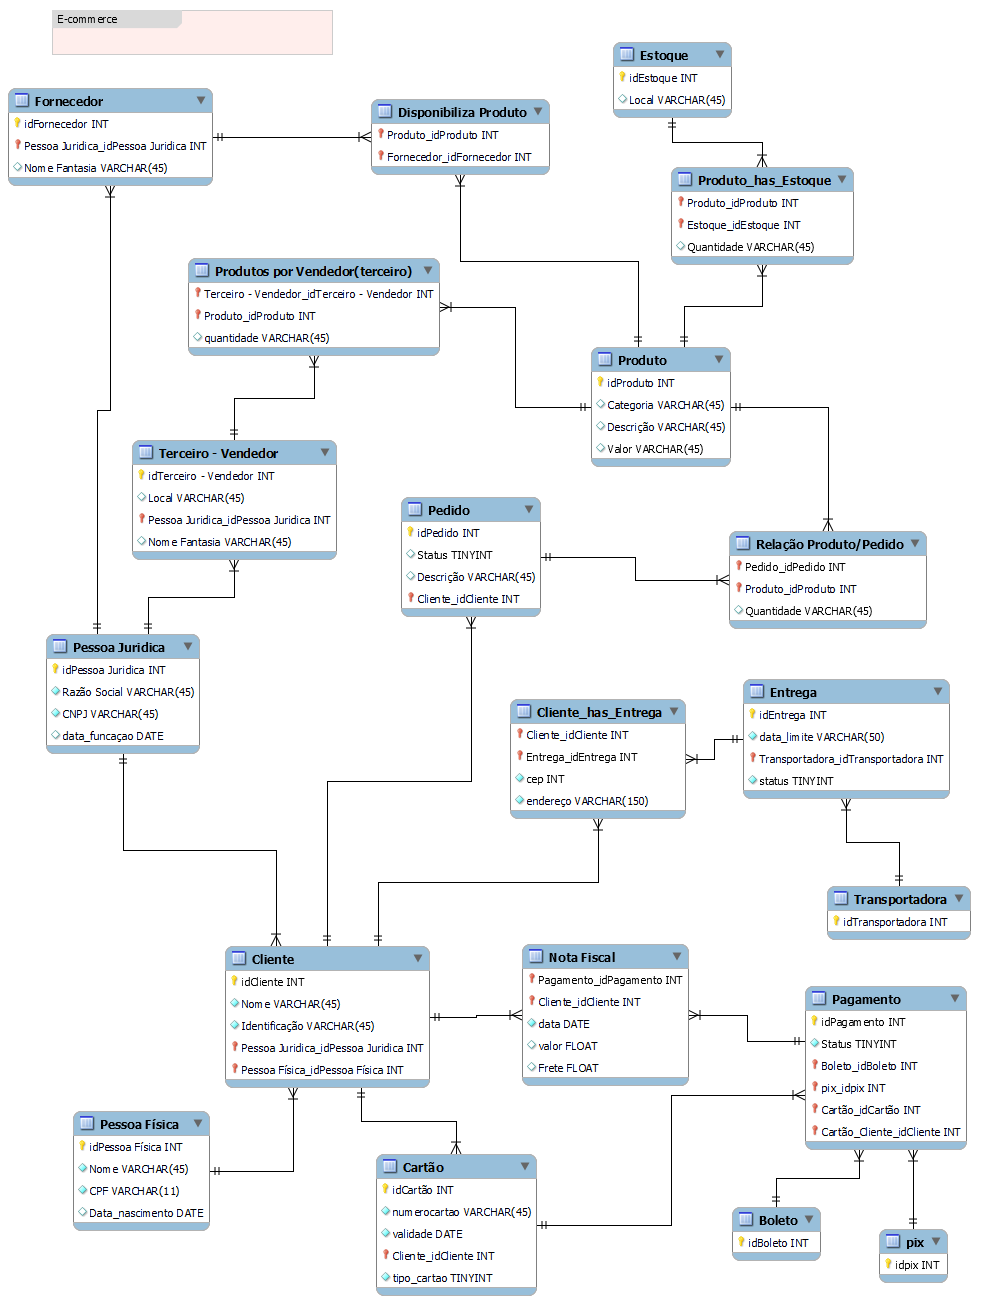 E-commerce
Estoque
idEstoque INT
Local VARCHAR(45)
Fornecedor
idFornecedor INT
Pessoa Juridica_idPessoa Juridica INT
Nome Fantasia VARCHAR(45)
Disponibiliza Produto
Produto_idProduto INT
Fornecedor_idFornecedor INT
Produto_has_Estoque
Produto_idProduto INT
Estoque_idEstoque INT
Quantidade VARCHAR(45)
Produtos por Vendedor(terceiro)
Terceiro - Vendedor_idTerceiro - Vendedor INT
Produto_idProduto INT
quantidade VARCHAR(45)
Produto
idProduto INT
Categoria VARCHAR(45)
Descrição VARCHAR(45)
Valor VARCHAR(45)
Terceiro - Vendedor
idTerceiro - Vendedor INT
Local VARCHAR(45)
Pessoa Juridica_idPessoa Juridica INT
Nome Fantasia VARCHAR(45)
Pedido
idPedido INT
Status TINYINT
Descrição VARCHAR(45)
Cliente_idCliente INT
Relação Produto/Pedido
Pedido_idPedido INT
Produto_idProduto INT
Quantidade VARCHAR(45)
Pessoa Juridica
idPessoa Juridica INT
Razão Social VARCHAR(45)
CNPJ VARCHAR(45)
data_funcaçao DATE
Cliente_has_Entrega
Cliente_idCliente INT
Entrega_idEntrega INT
cep INT
endereço VARCHAR(150)
Entrega
idEntrega INT
data_limite VARCHAR(50)
Transportadora_idTransportadora INT
status TINYINT
Transportadora
idTransportadora INT
Cliente
idCliente INT
Nome VARCHAR(45)
Identificação VARCHAR(45)
Pessoa Juridica_idPessoa Juridica INT
Pessoa Física_idPessoa Física INT
Nota Fiscal
Pagamento_idPagamento INT
Cliente_idCliente INT
data DATE
valor FLOAT
Frete FLOAT
Pagamento
idPagamento INT
Status TINYINT
Boleto_idBoleto INT
pix_idpix INT
Cartão_idCartão INT
Cartão_Cliente_idCliente INT
Pessoa Física
idPessoa Física INT
Nome VARCHAR(45)
CPF VARCHAR(11)
Data_nascimento DATE
Cartão
idCartão INT
numerocartao VARCHAR(45)
validade DATE
Cliente_idCliente INT
tipo_cartao TINYINT
Boleto
idBoleto INT
pix
idpix INT